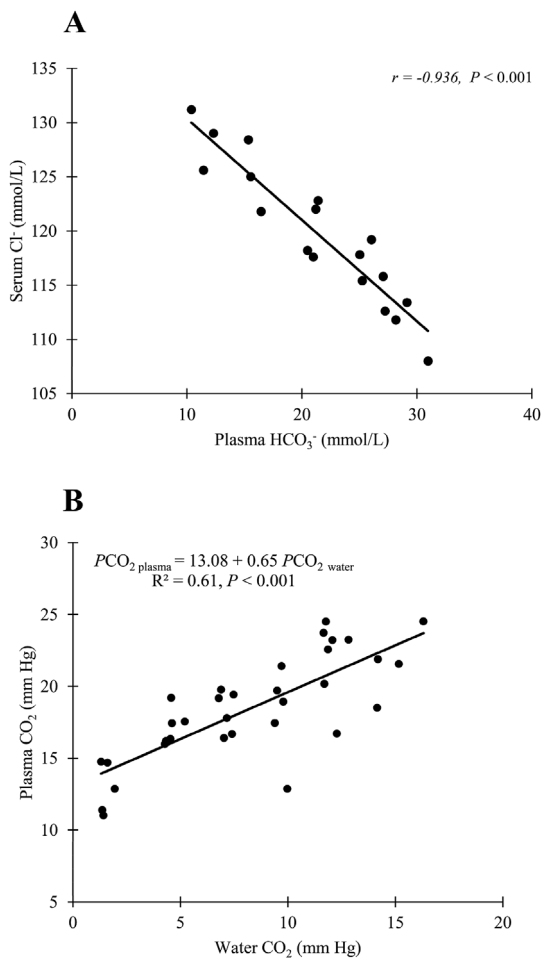 A
r = -0.936, P < 0.001
135
130
125
120
115
110
105
Serum Cl⁻ (mmol/L)
0 10 20 30 40
Plasma HCO₃⁻ (mmol/L)
B
PCO₂ plasma = 13.08 + 0.65 PCO₂ water
R² = 0.61, P < 0.001
30
25
20
15
10
5
Plasma CO₂ (mm Hg)
0 5 10 15 20
Water CO₂ (mm Hg)